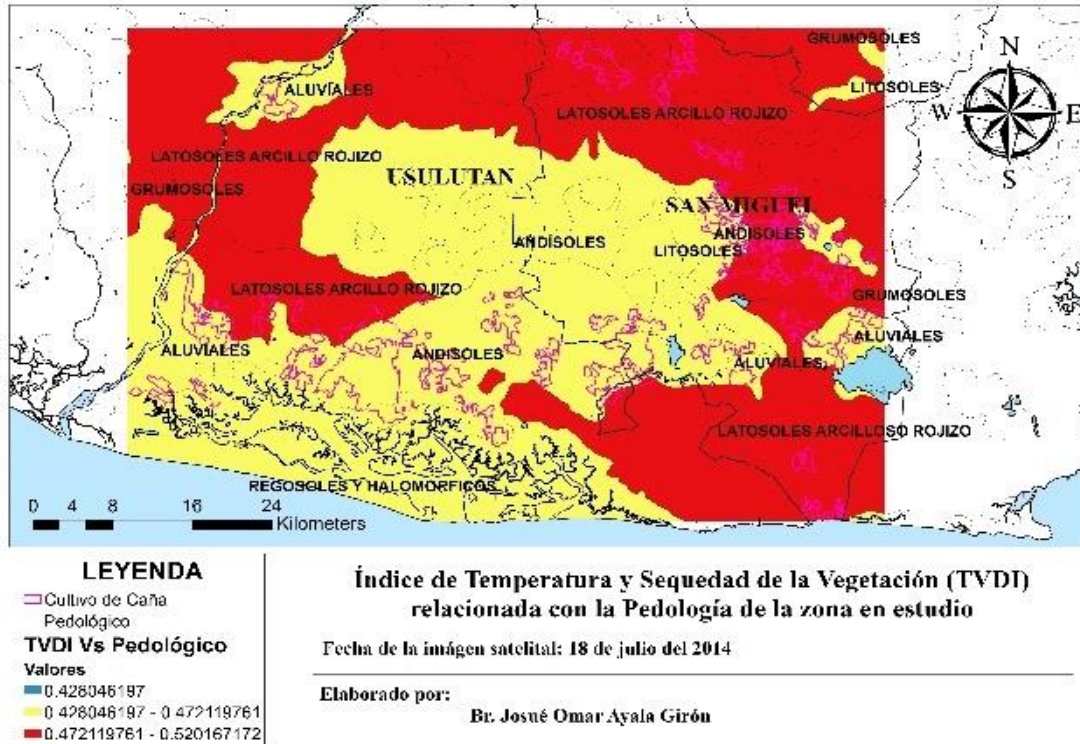 GRUMOSOLES
N
ALUVIALES
LITOSOLES
W
E
LATOSOLES ARCILLO ROJIZO
S
LATOSOLES ARCILLO ROJIZO
USULUTAN
GRUMOSOLES
SAN MIGUEL
ANDISOLES
ANDISOLES
LITOSOLES
LATOSOLES ARCILLO ROJIZO
GRUMOSOLES
ALUVIALES
ALUVIALES
ANDISOLES
ALUVIALES
LATOSOLES ARCILLOSO ROJIZO
REGOSOLES Y HALOMORFICOS
0 4 8 16 24
Kilometers
LEYENDA
Cultivo de Caña
Pedológico
TVDI Vs Pedológico
Valores
0.428046197
0.428046197 - 0.472119761
0.472119761 - 0.520167172
Índice de Temperatura y Sequedad de la Vegetación (TVDI)
relacionada con la Pedología de la zona en estudio
Fecha de la imágen satelital: 18 de julio del 2014
Elaborado por:
Br. Josué Omar Ayala Girón